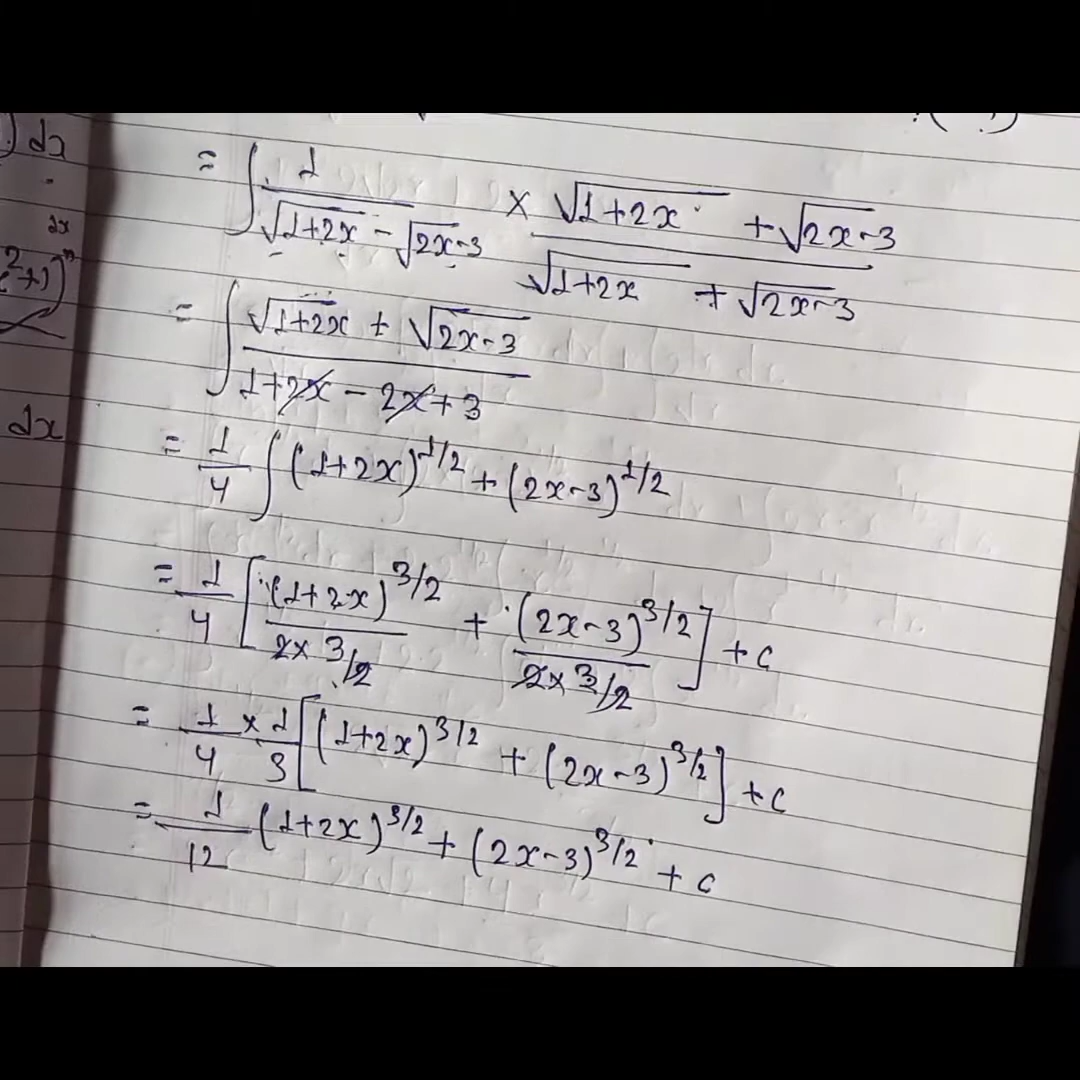 ) dx
= ∫ 1/(√(1+2x) - √(2x-3)) × (√(1+2x) + √(2x-3))/(√(1+2x) + √(2x-3))
dx
= ∫ (√(1+2x) + √(2x-3))/(1+2x - 2x+3)
dx
= 1/4 ∫ (1+2x)^1/2 + (2x-3)^1/2
= 1/4 [(1+2x)^3/2/(2×3/2) + (2x-3)^3/2/(2×3/2)] + c
= 1/4 × 1/3 [(1+2x)^3/2 + (2x-3)^3/2] + c
= 1/12 (1+2x)^3/2 + (2x-3)^3/2 + c